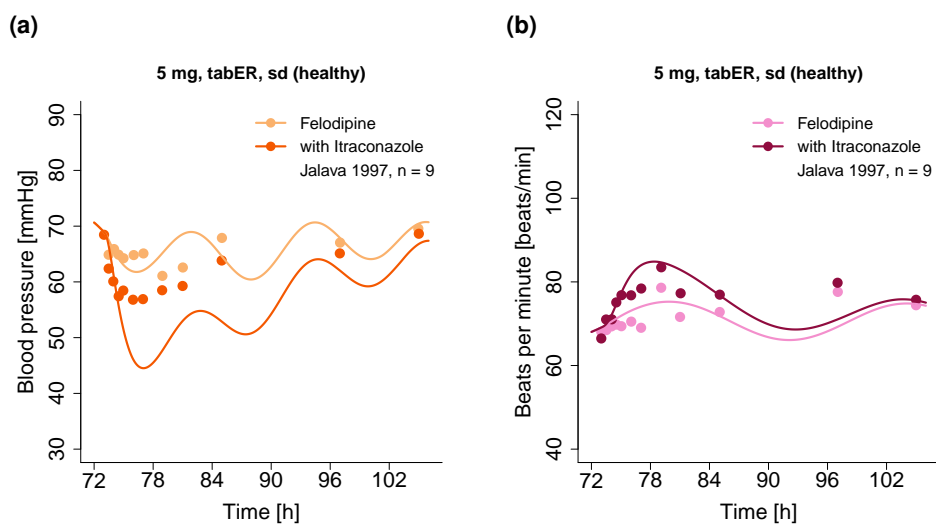 (a)
5 mg, tabER, sd (healthy)
Blood pressure [mmHg]
90
80
70
60
50
40
30
Felodipine
with Itraconazole
Jalava 1997, n = 9
72
78
84
90
96
102
Time [h]
(b)
5 mg, tabER, sd (healthy)
Beats per minute [beats/min]
120
100
80
60
40
Felodipine
with Itraconazole
Jalava 1997, n = 9
72
78
84
90
96
102
Time [h]